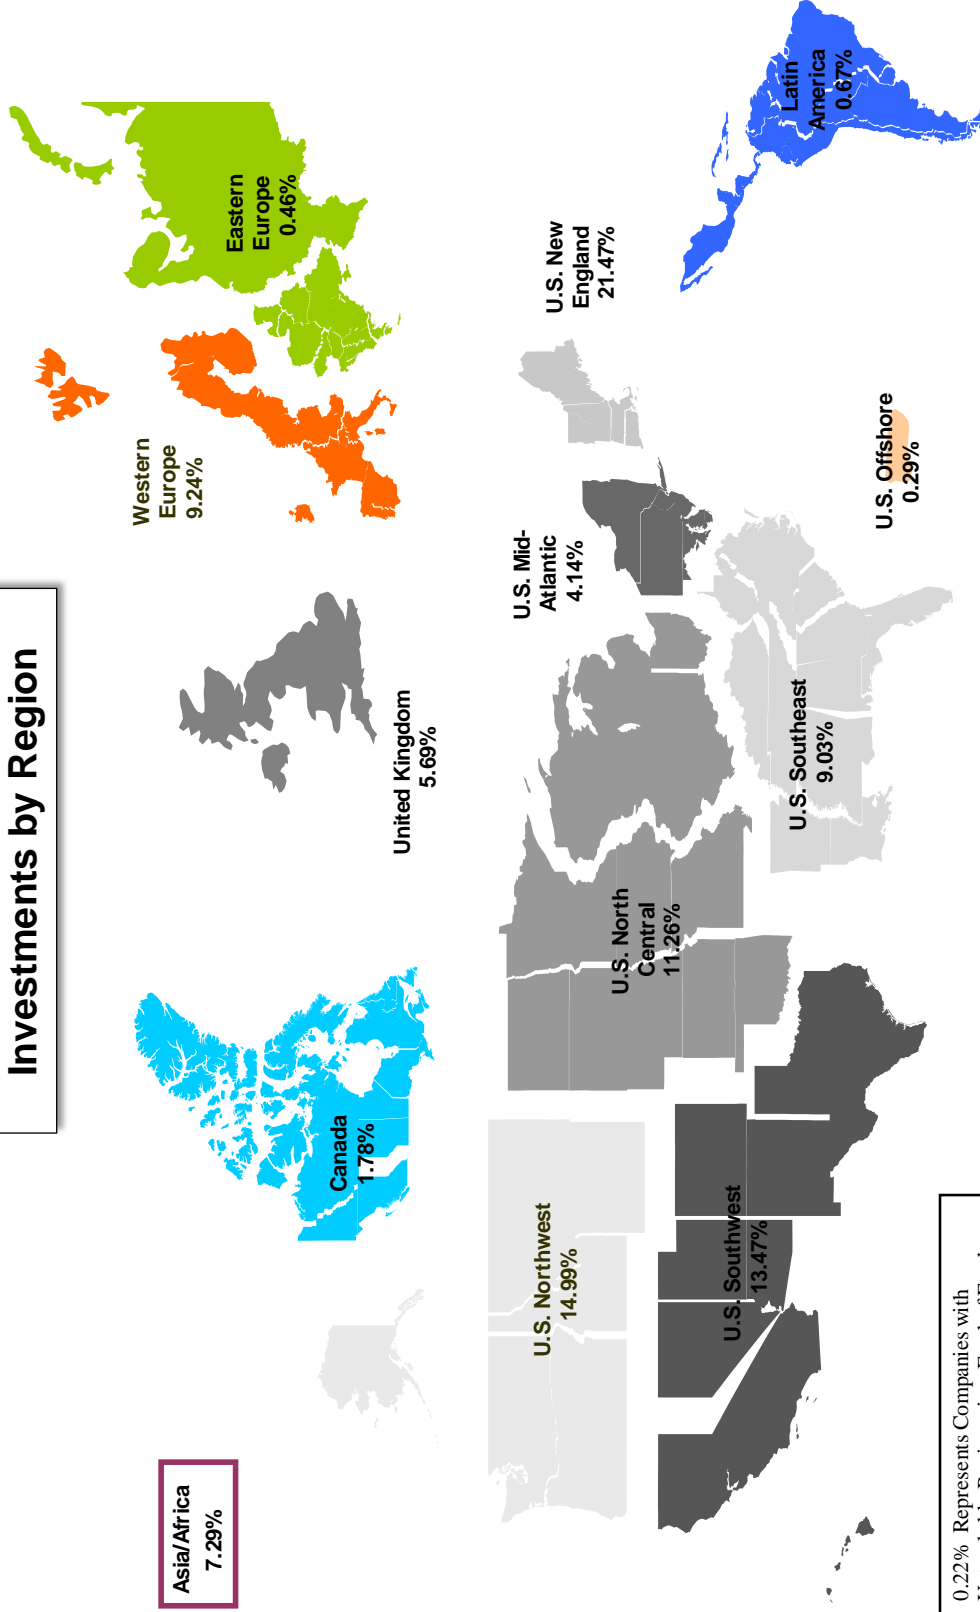 Investments by Region
Asia/Africa
7.29%
Canada
1.78%
United Kingdom
5.69%
Western
Europe
9.24%
Eastern
Europe
0.46%
U.S. Northwest
14.99%
U.S. North
Central
11.26%
U.S. Mid-
Atlantic
4.14%
U.S. New
England
21.47%
U.S. Southwest
13.47%
U.S. Southeast
9.03%
U.S. Offshore
0.29%
Latin
America
0.67%
0.22% Represents Companies with